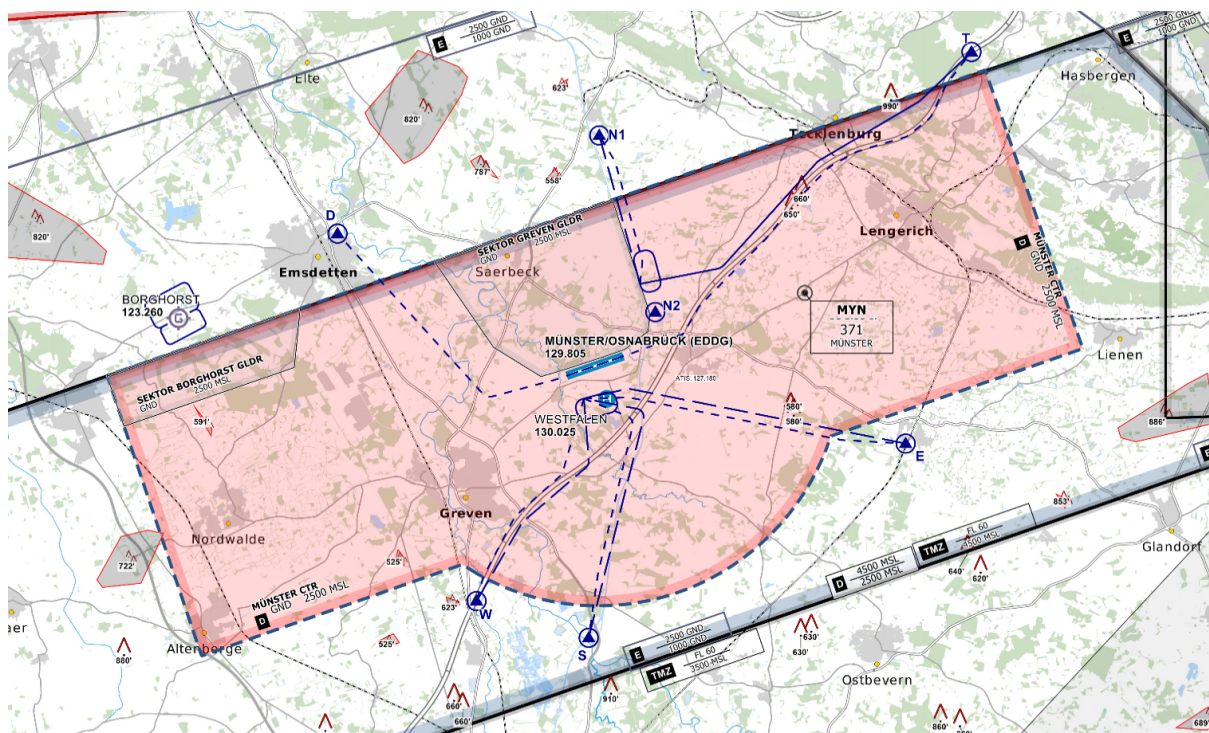 E
2500 GND
1000 GND
E
2500 GND
1000 GND
T
Elte
Hasbergen
623'
990'
820'
N1
Tecklenburg
787'
558'
660'
650'
820'
D
Lengerich
SEKTOR GREVEN GLDR
GND 2500 MSL
Saerbeck
D
MÜNSTER CTR
GND 2500 MSL
Emsdetten
BORGHORST
123.260
G
N2
MYN
371
MÜNSTER
MÜNSTER/OSNABRÜCK (EDDG)
129.805
Lienen
SEKTOR BORGHORST GLDR
GND 2500 MSL
ATIS. 127.180
591'
WESTFALEN
130.025
580'
580'
886'
E
E
Greven
Nordwalde
853'
FL 60
4500 MSL
TMZ
Glandorf
722'
525'
D
4500 MSL
2500 MSL
640'
620'
MÜNSTER CTR
GND 2500 MSL
D
623'
W
aer
Altenberge
525'
S
630'
630'
880'
E
2500 GND
1000 GND
TMZ
FL 60
3500 MSL
Ostbevern
910'
660'
660'
860'
689'